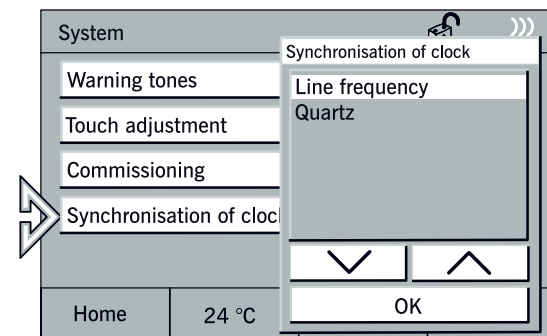 System
Warning tones
Touch adjustment
Commissioning
Synchronisation of cloc
Synchronisation of clock
Line frequency
Quartz
OK
Home
24 °C